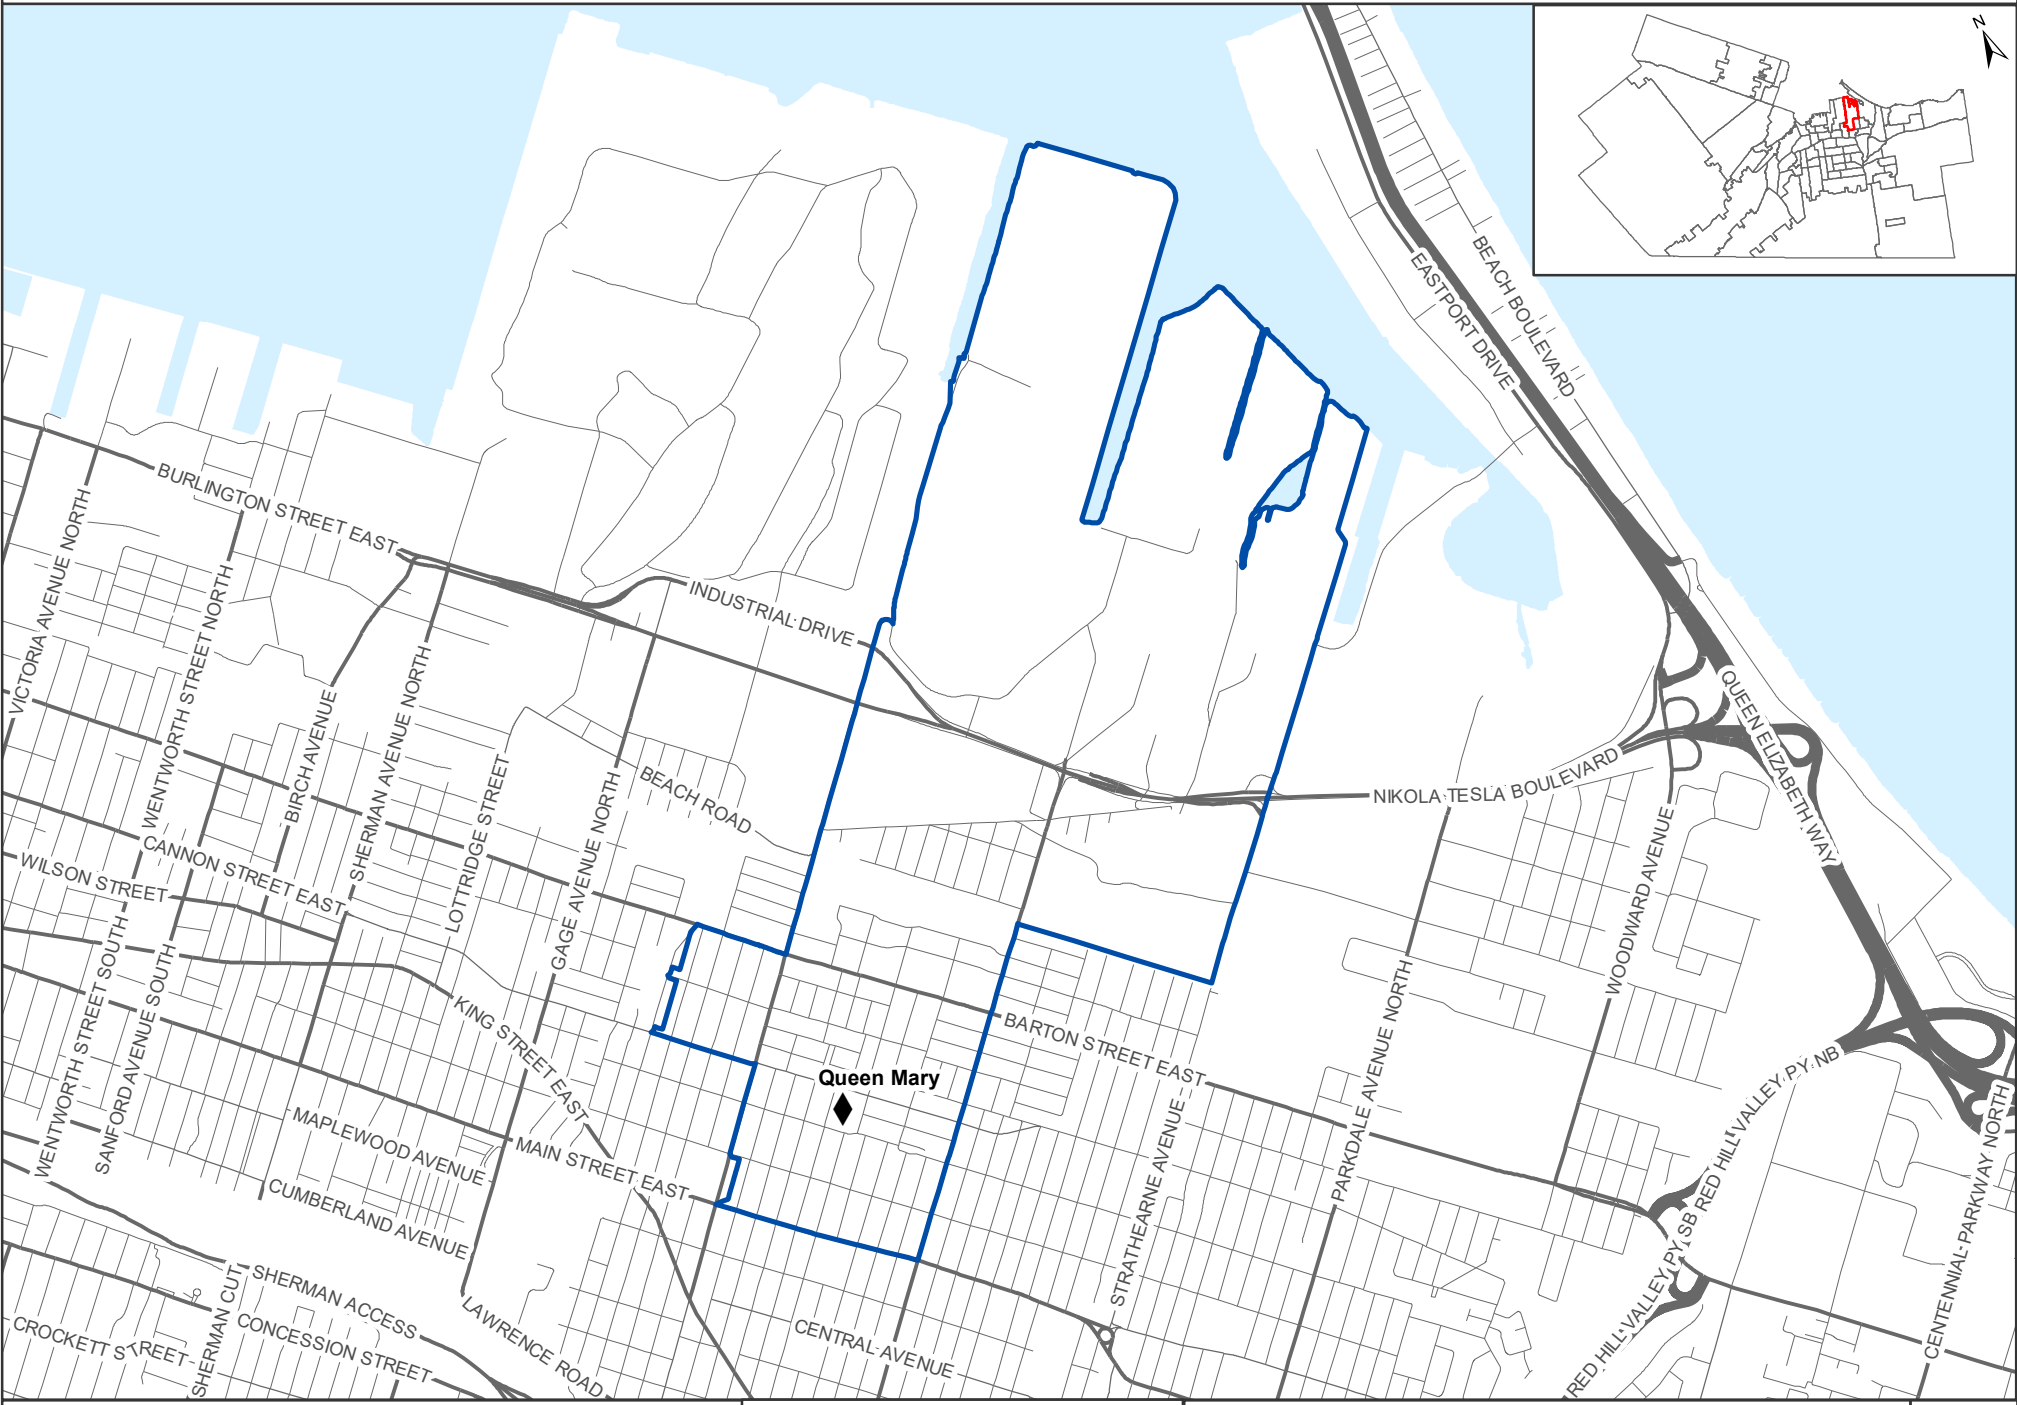 N
BEACH BOULEVARD
EASTPORT DRIVE
BURLINGTON STREET EAST
VICTORIA AVENUE NORTH
WENTWORTH STREET NORTH
INDUSTRIAL DRIVE
BIRCH AVENUE
SHERMAN AVENUE NORTH
LOTTRIDGE STREET
GAGE AVENUE NORTH
BEACH ROAD
QUEEN ELIZABETH WAY
NIKOLA TESLA BOULEVARD
WOODWARD AVENUE
CANNON STREET EAST
WILSON STREET
WENTWORTH STREET SOUTH
SANFORD AVENUE SOUTH
KING STREET EAST
PARKDALE AVENUE NORTH
BARTON STREET EAST
Queen Mary
STRATHEARNE AVENUE
RED HILL VALLEY PY NB
RED HILL VALLEY PY SB
CENTENNIAL PARKWAY NORTH
MAPLEWOOD AVENUE
MAIN STREET EAST
CUMBERLAND AVENUE
SHERMAN ACCESS
SHERMAN CUT
CONCESSION STREET
CROCKETT STREET
LAWRENCE ROAD
CENTRAL AVENUE